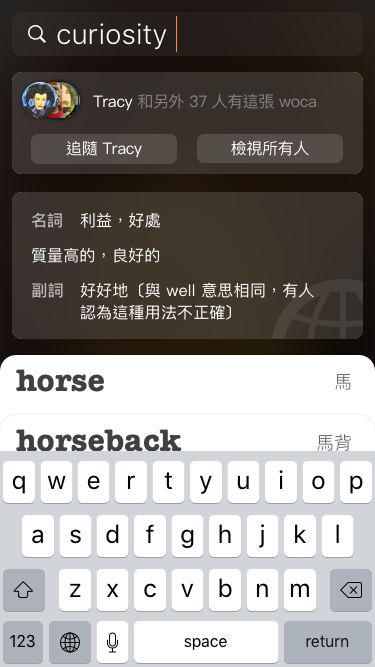 curiosity
Tracy 和另外 37 人有這張 woca
追隨 Tracy
檢視所有人
名詞 利益，好處
質量高的，良好的
副詞 好好地〔與 well 意思相同，有人
認為這種用法不正確〕
horse 馬
horseback 馬背
q w e r t y u i o p
a s d f g h j k l
z x c v b n m
123 space return